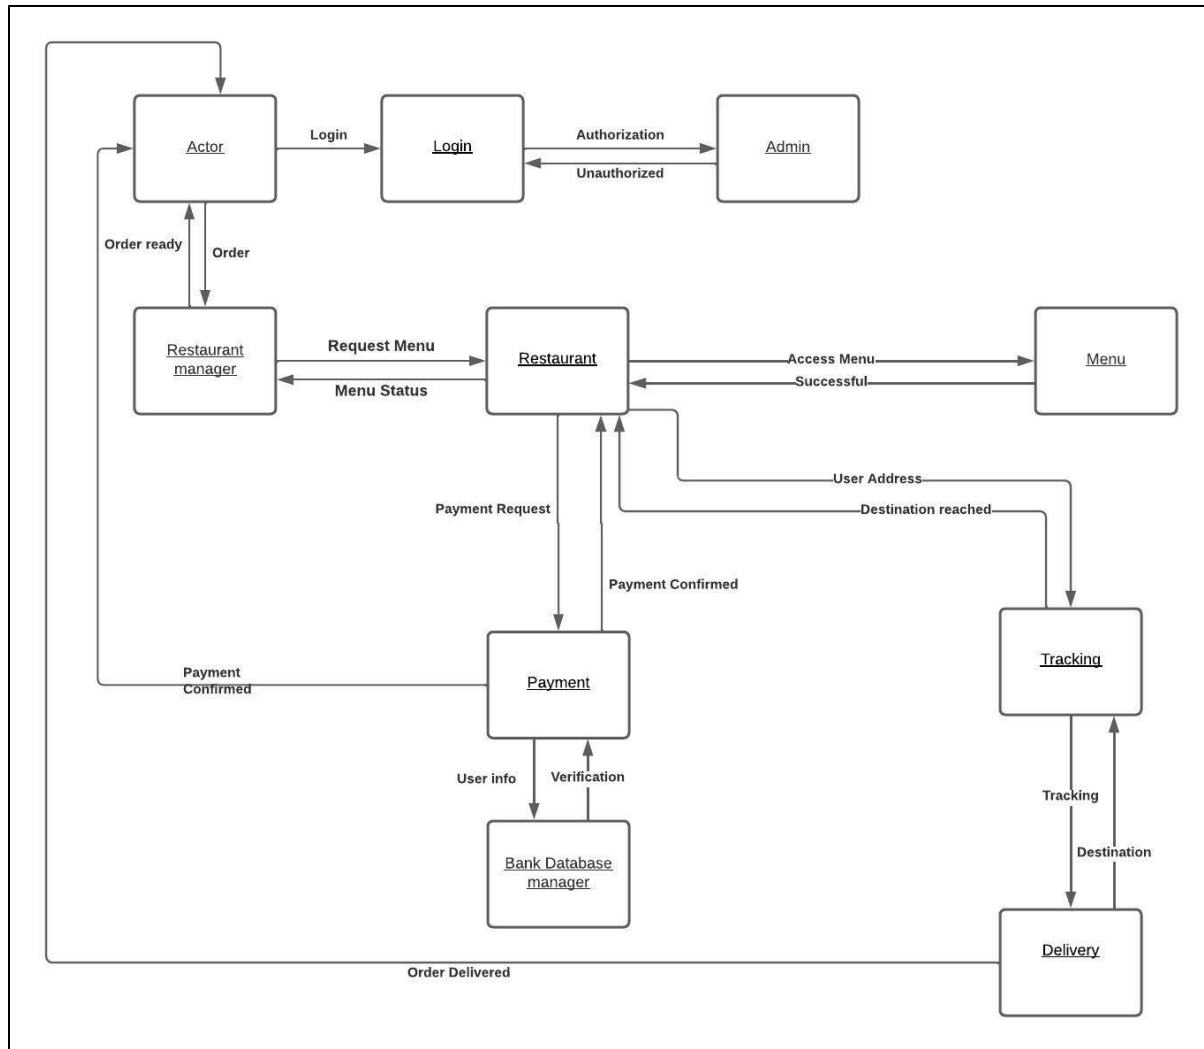 Login
Authorization
Actor
Login
Admin
Unauthorized
Order ready
Order
Restaurant
manager
Request Menu
Menu Status
Restaurant
Access Menu
Successful
Menu
User Address
Destination reached
Payment Request
Payment Confirmed
Payment
Confirmed
Payment
Tracking
User info
Verification
Tracking
Destination
Bank Database
manager
Delivery
Order Delivered